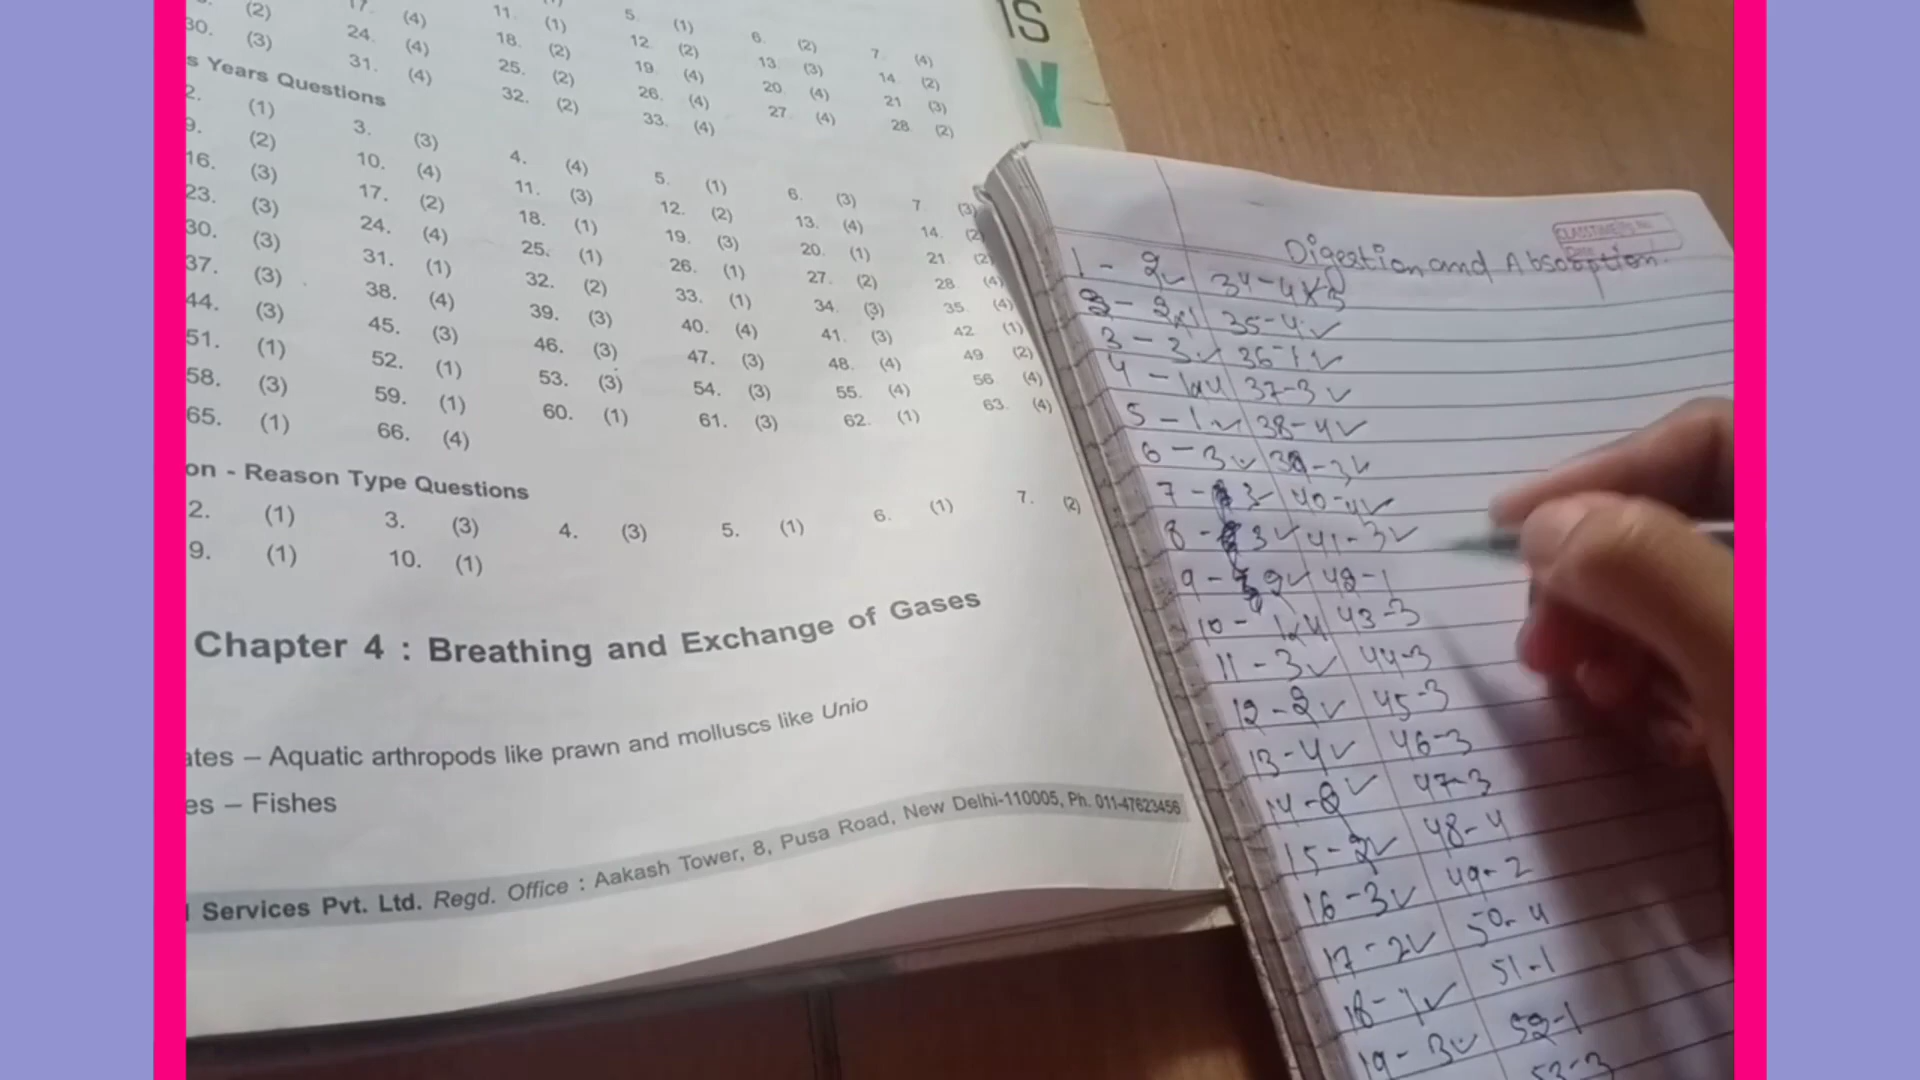 (2) 17. (4) 11. (1) 5. (1) 6. (2) 7. (4)
30. (3) 24. (4) 18. (2) 12. (2) 13. (3) 14. (2)
31. (4) 25. (2) 19. (4) 20. (4) 21 (3)
32. (2) 26. (4) 27. (4) 28. (2)
33. (4)
s Years Questions
2. (1) 3. (3) 4. (4) 5. (1) 6. (3) 7. (3)
9. (2) 10. (4) 11. (3) 12. (2) 13. (4) 14. (2)
16. (3) 17. (2) 18. (1) 19. (3) 20. (1) 21. (2)
23. (3) 24. (4) 25. (1) 26. (1) 27. (2) 28. (4)
30. (3) 31. (1) 32. (2) 33. (1) 34. (3) 35. (4)
37. (3) 38. (4) 39. (3) 40. (4) 41. (3) 42. (1)
44. (3) 45. (3) 46. (3) 47. (3) 48. (4) 49 (2)
51. (1) 52. (1) 53. (3) 54. (3) 55. (4) 56. (4)
58. (3) 59. (1) 60. (1) 61. (3) 62. (1) 63. (4)
65. (1) 66. (4)
on - Reason Type Questions
2. (1) 3. (3) 4. (3) 5. (1) 6. (1) 7. (2)
9. (1) 10. (1)
Chapter 4 : Breathing and Exchange of Gases
ates – Aquatic arthropods like prawn and molluscs like Unio
es – Fishes
Services Pvt. Ltd. Regd. Office : Aakash Tower, 8, Pusa Road, New Delhi-110005, Ph. 011-47623456
IS
Y
Digestion and Absorption
1 - 2✓ 34-4x3
2 - 2x1 35-4✓
3 - 3✓ 36-1✓
4 - 1x4 37-3✓
5 - 1✓ 38-4✓
6 - 3✓ 39-3✓
7 - 3✓ 40-4✓
8 - 3✓ 41-3✓
9 - 2✓ 42-1
10 - 1x4 43-3
11 - 3✓ 44-3
12 - 2✓ 45-3
13 - 4✓ 46-3
14 - 2✓ 47-3
15 - 2✓ 48-4
16 - 3✓ 49-2
17 - 2✓ 50-4
18 - 1✓ 51-1
19 - 3✓ 52-1
53-3